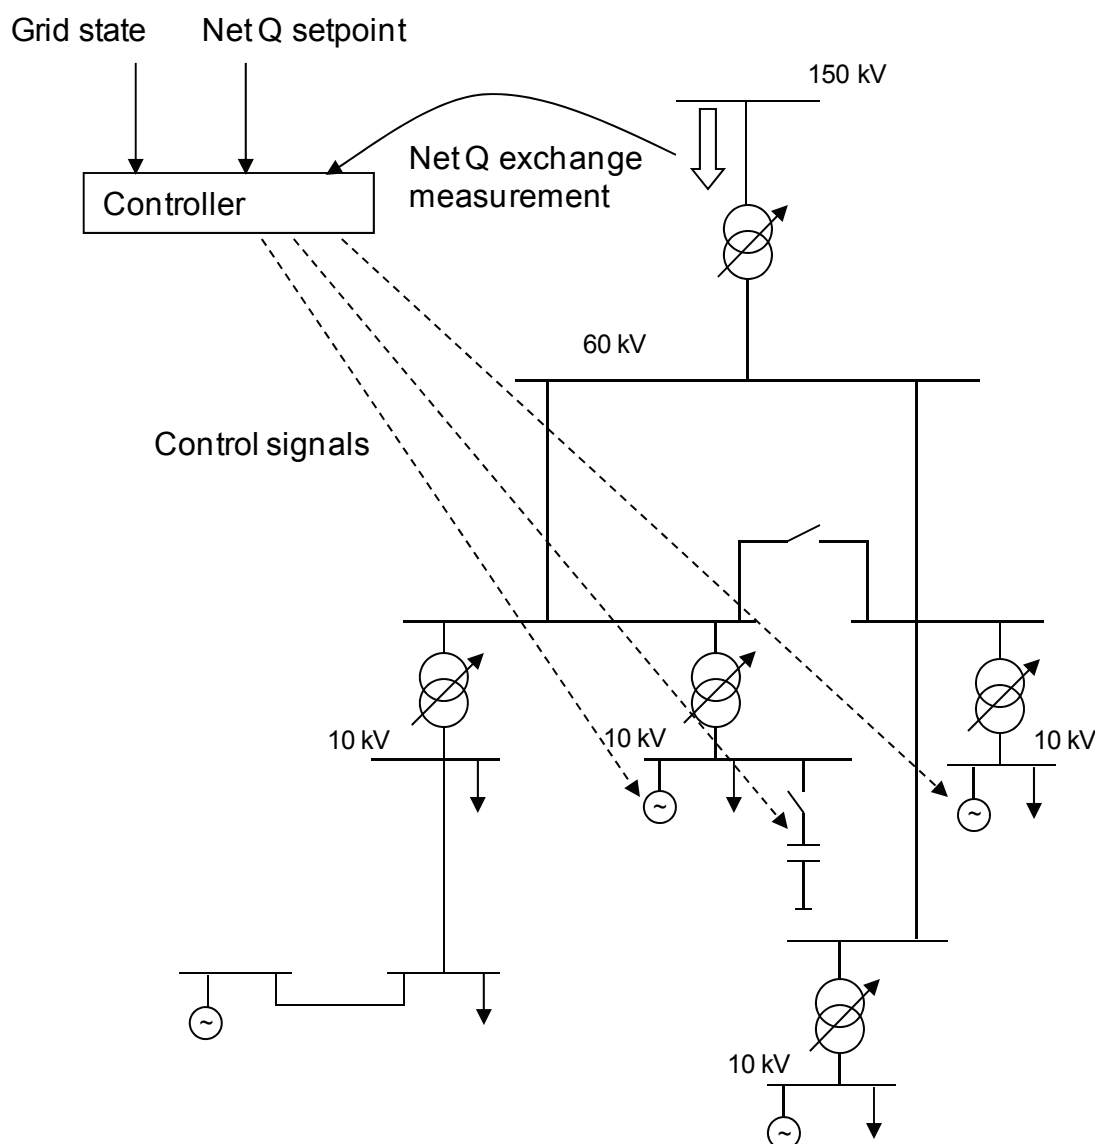 Grid state
Net Q setpoint
150 kV
Net Q exchange
measurement
Controller
60 kV
Control signals
10 kV
10 kV
10 kV
~
~
~
10 kV
~
~